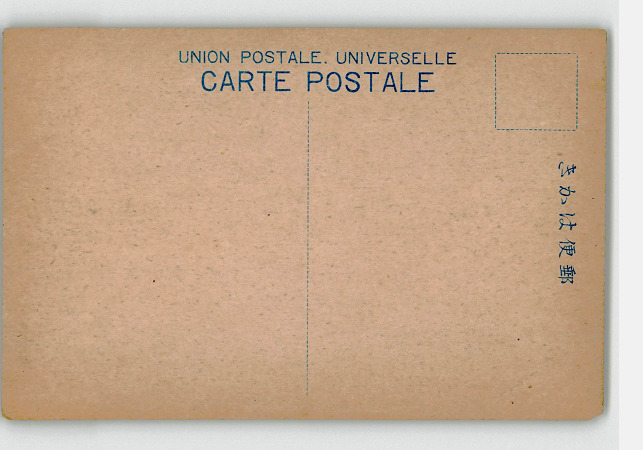 UNION POSTALE. UNIVERSELLE
CARTE POSTALE
郵便はかき